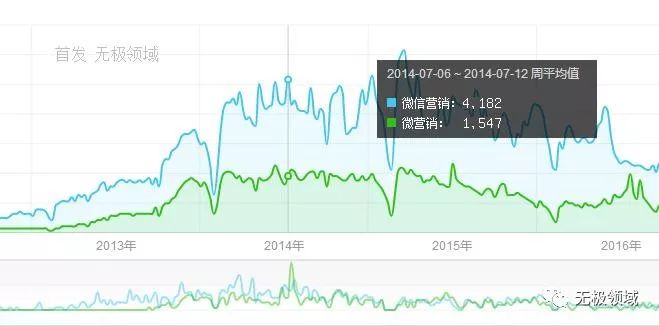 首发 无极领域
2014-07-06 ~ 2014-07-12 周平均值
微信营销: 4,182
微营销: 1,547
2013年
2014年
2015年
2016年
无极领域